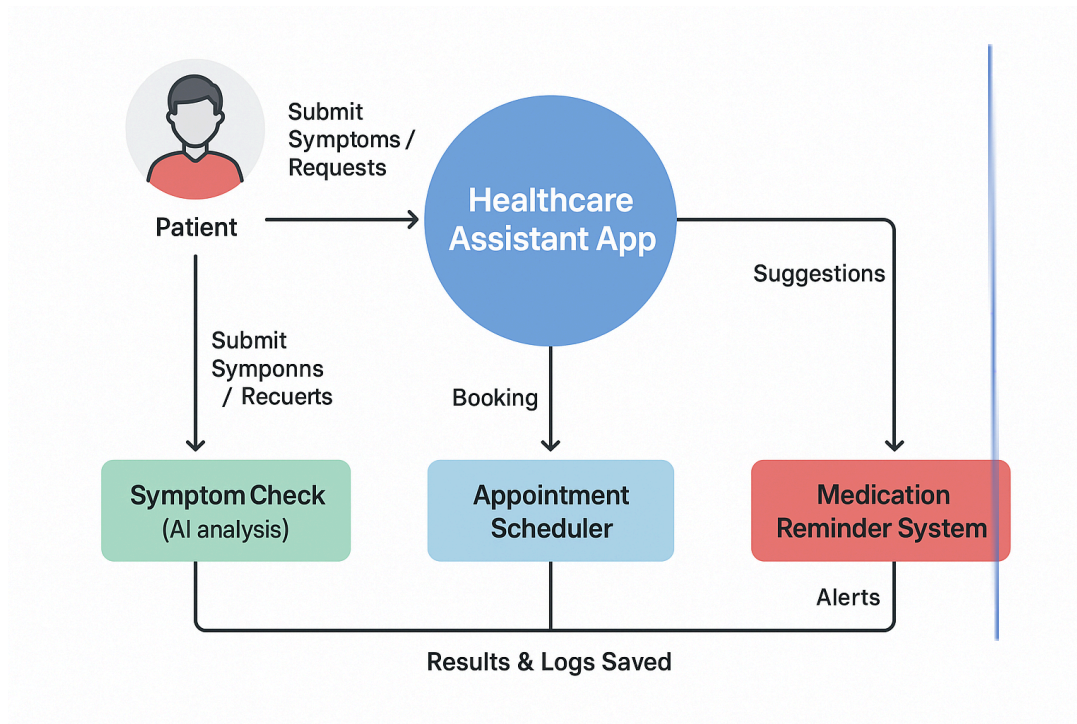 Submit
Symptoms /
Requests
Healthcare
Assistant App
Patient
Suggestions
Submit
Symponns
/ Recuerts
Booking
Symptom Check
(AI analysis)
Appointment
Scheduler
Medication
Reminder System
Alerts
Results & Logs Saved